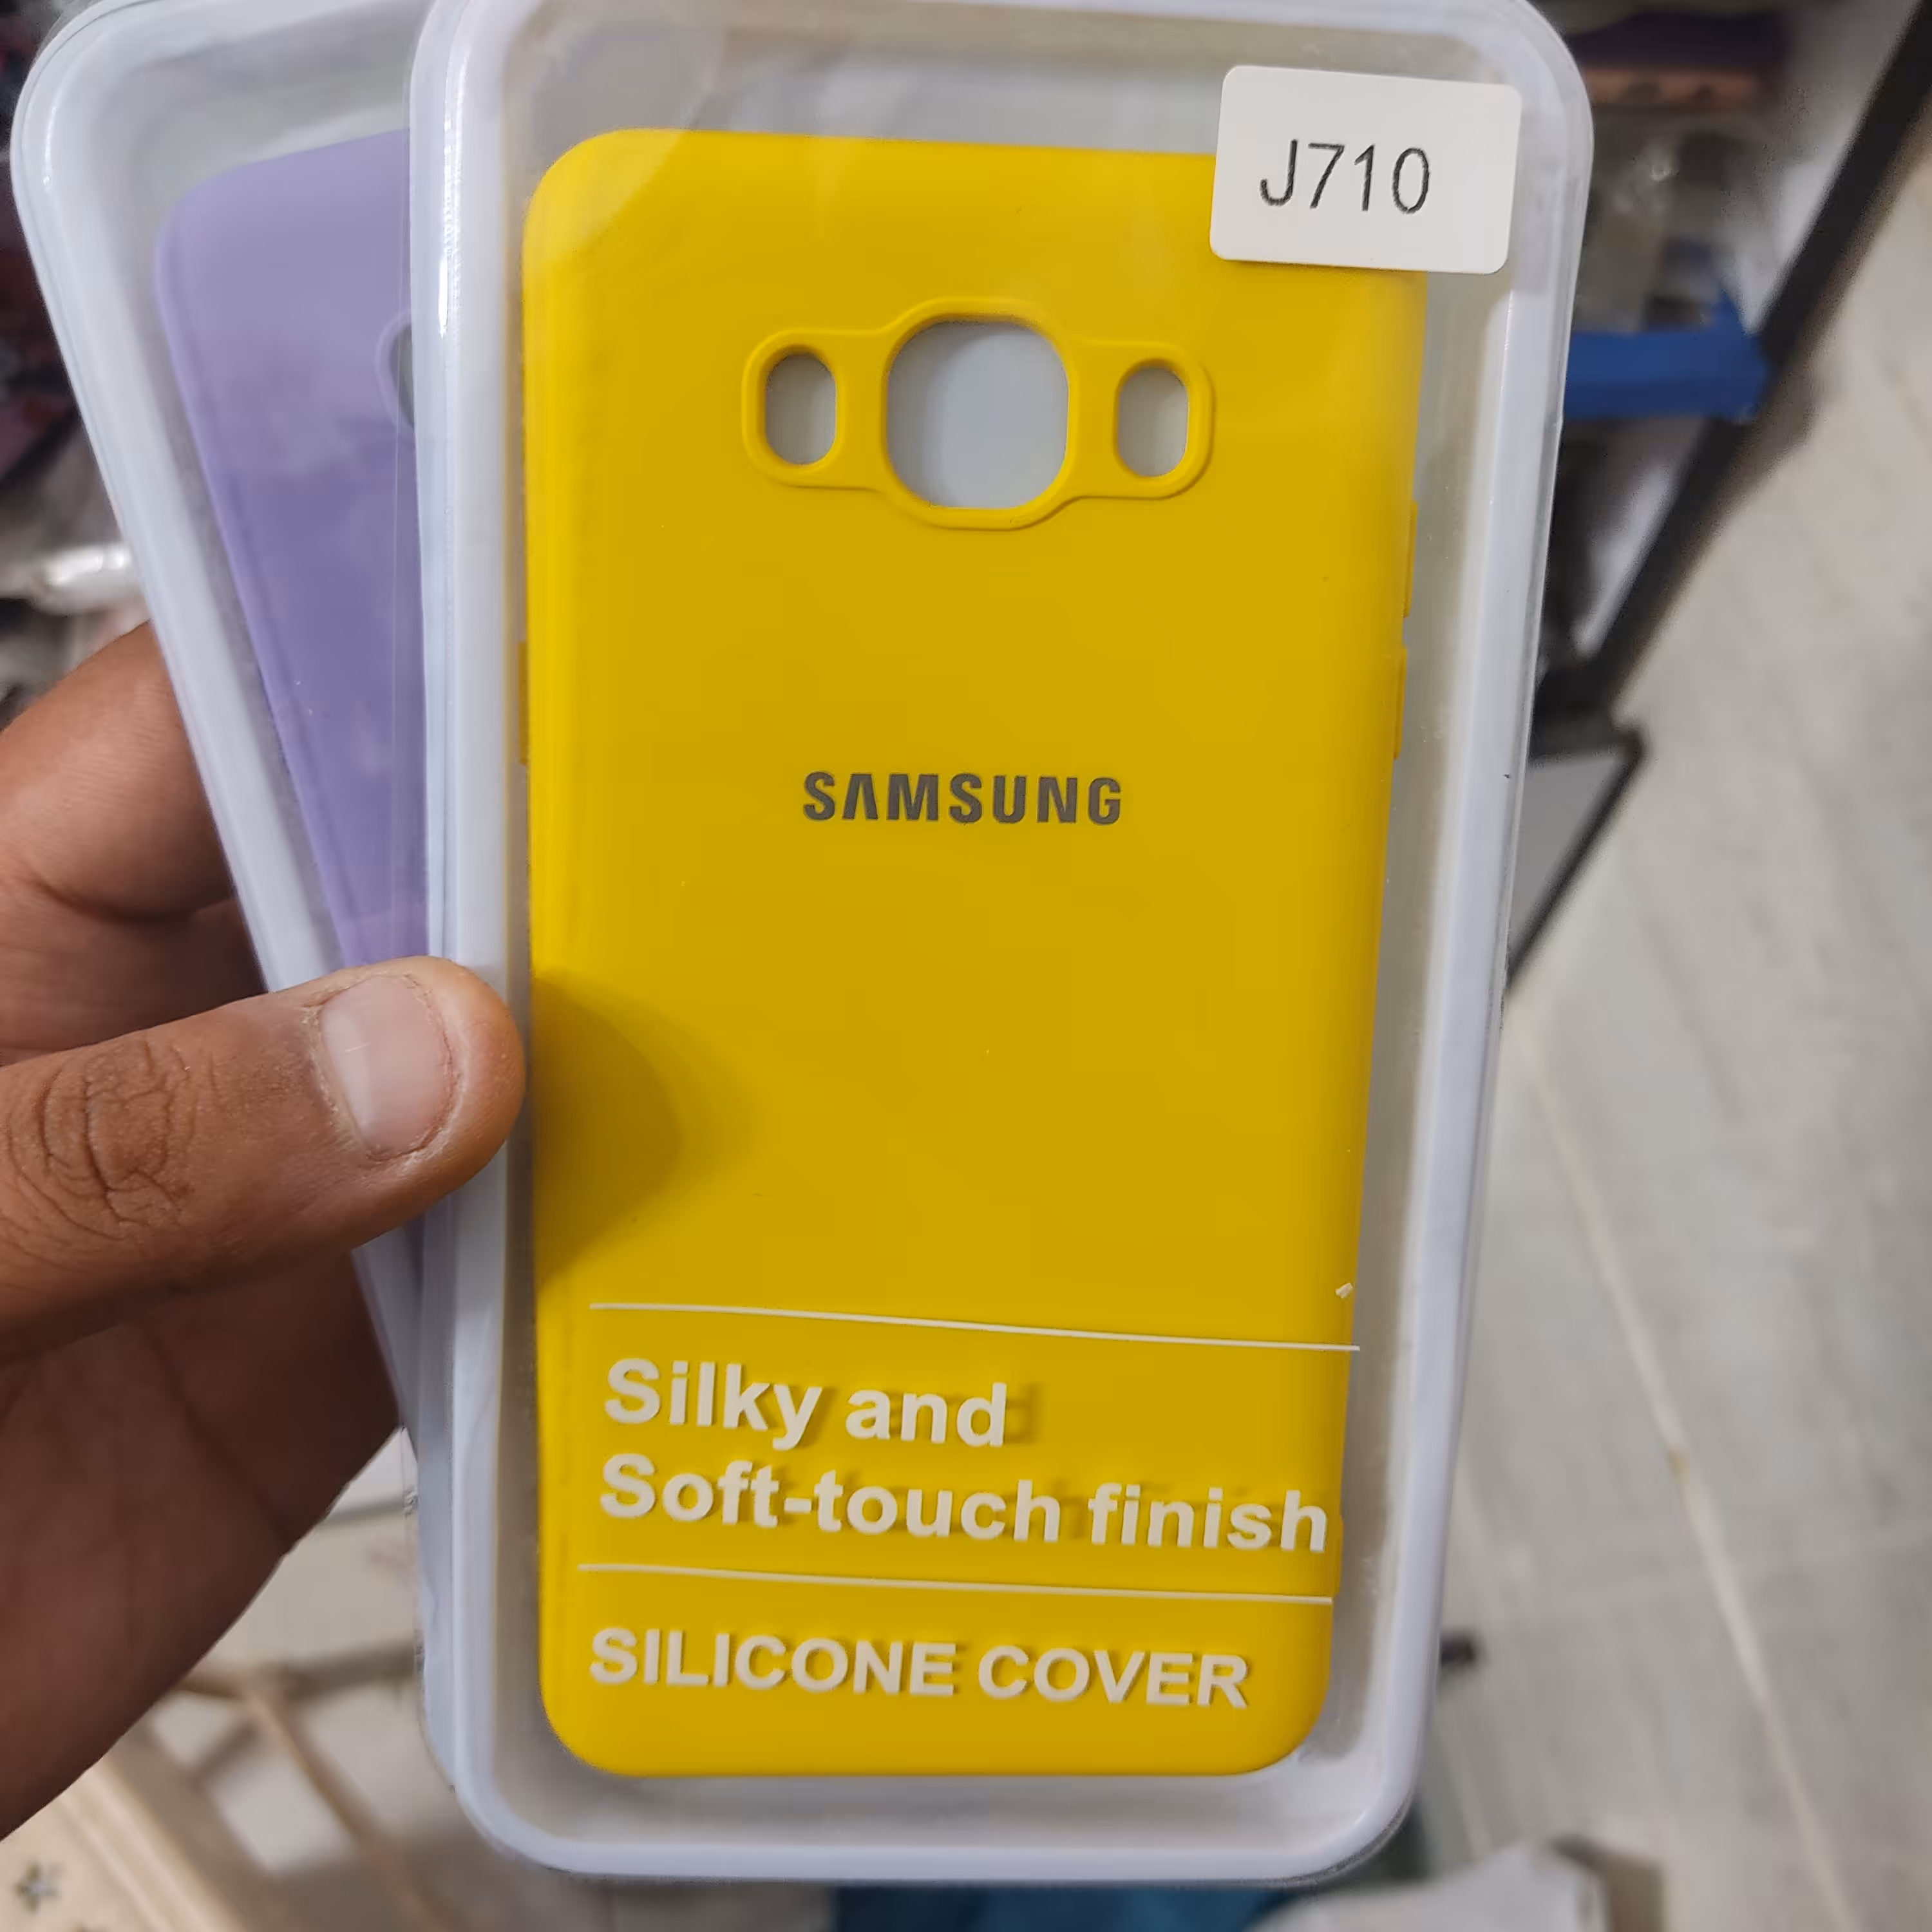 J710
SAMSUNG
Silky and
Soft-touch finish
SILICONE COVER